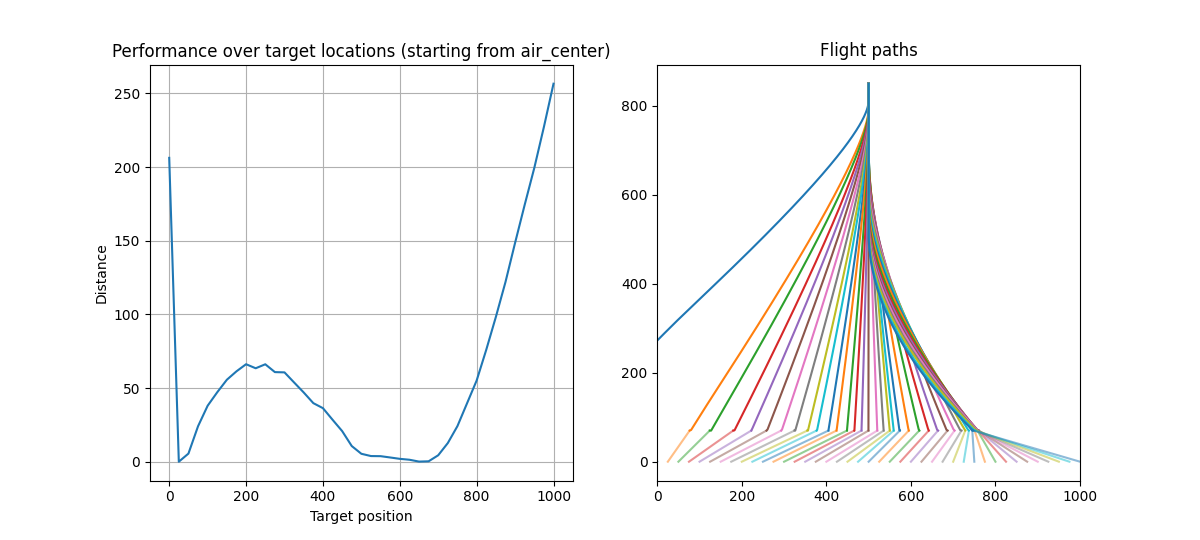 Performance over target locations (starting from air_center)
Distance
250
200
150
100
50
0
0 200 400 600 800 1000
Target position
Flight paths
800
600
400
200
0
0 200 400 600 800 1000